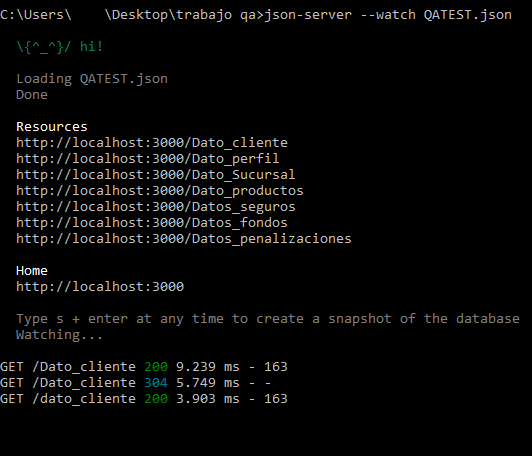 C:\Users\    \Desktop\trabajo qa>json-server --watch QATEST.json
\{^_^}/ hi!
Loading QATEST.json
Done
Resources
http://localhost:3000/Dato_cliente
http://localhost:3000/Dato_perfil
http://localhost:3000/Dato_Sucursal
http://localhost:3000/Dato_productos
http://localhost:3000/Datos_seguros
http://localhost:3000/Datos_fondos
http://localhost:3000/Datos_penalizaciones
Home
http://localhost:3000
Type s + enter at any time to create a snapshot of the database
Watching...
GET /Dato_cliente 200 9.239 ms - 163
GET /Dato_cliente 304 5.749 ms - -
GET /dato_cliente 200 3.903 ms - 163